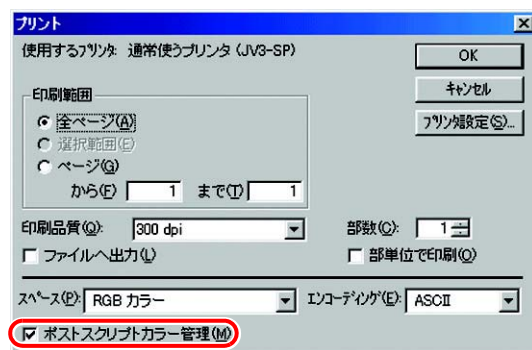 プリント
使用するプリンタ: 通常使うプリンタ (JV3-SP)
OK
キャンセル
プリンタ設定(S)...
印刷範囲
全ページ(A)
選択範囲(E)
ページ(G)
から(F) 1 まで(T) 1
印刷品質(Q): 300 dpi 部数(C): 1
ファイルへ出力(L) 部単位で印刷(O)
スペース(P): RGB カラー エンコーディング(E): ASCII
ポストスクリプトカラー管理(M)